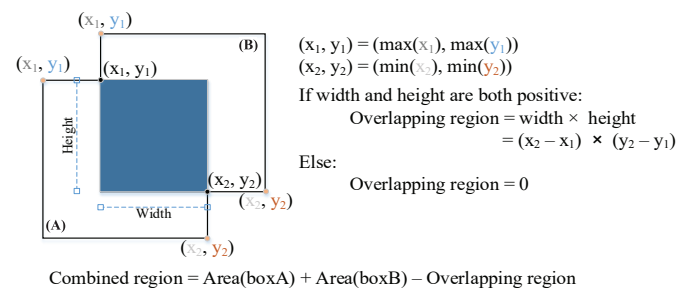 (x₁, y₁)
(B)
(x₁, y₁)
(x₁, y₁)
Height
(x₂, y₂)
(x₂, y₂)
Width
(A)
(x₂, y₂)
(x₁, y₁) = (max(x₁), max(y₁))
(x₂, y₂) = (min(x₂), min(y₂))
If width and height are both positive:
Overlapping region = width × height
= (x₂ – x₁) × (y₂ – y₁)
Else:
Overlapping region = 0
Combined region = Area(boxA) + Area(boxB) – Overlapping region